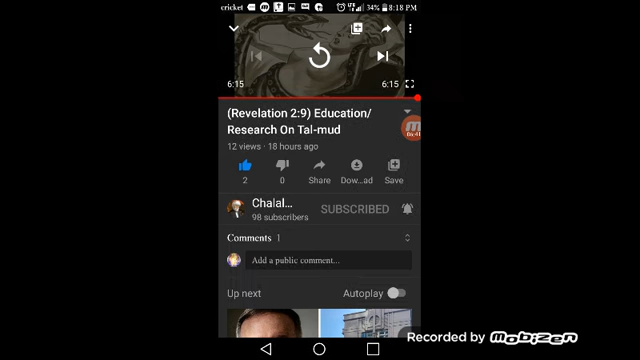 cricket 34% 8:18 PM
6:15 6:15
(Revelation 2:9) Education/
Research On Tal-mud
12 views · 18 hours ago
2 0 Share Dow...ad Save
Chalal...
SUBSCRIBED
98 subscribers
Comments 1
Add a public comment...
Up next Autoplay
Recorded by mobizen